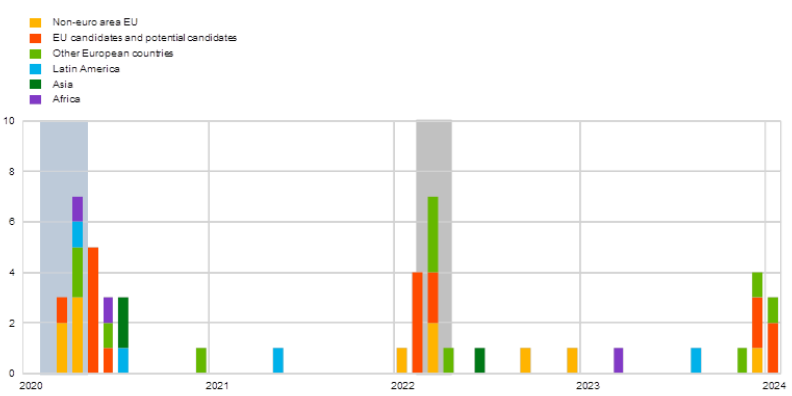 Non-euro area EU
EU candidates and potential candidates
Other European countries
Latin America
Asia
Africa
10
8
6
4
2
0
2020 2021 2022 2023 2024